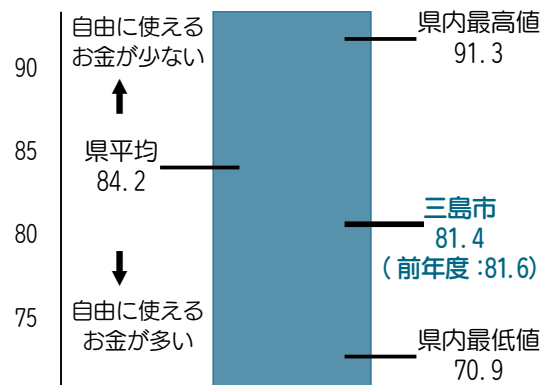 90
85
80
75
自由に使える
お金が少ない
県平均
84.2
自由に使える
お金が多い
県内最高値
91.3
三島市
81.4
(前年度:81.6)
県内最低値
70.9